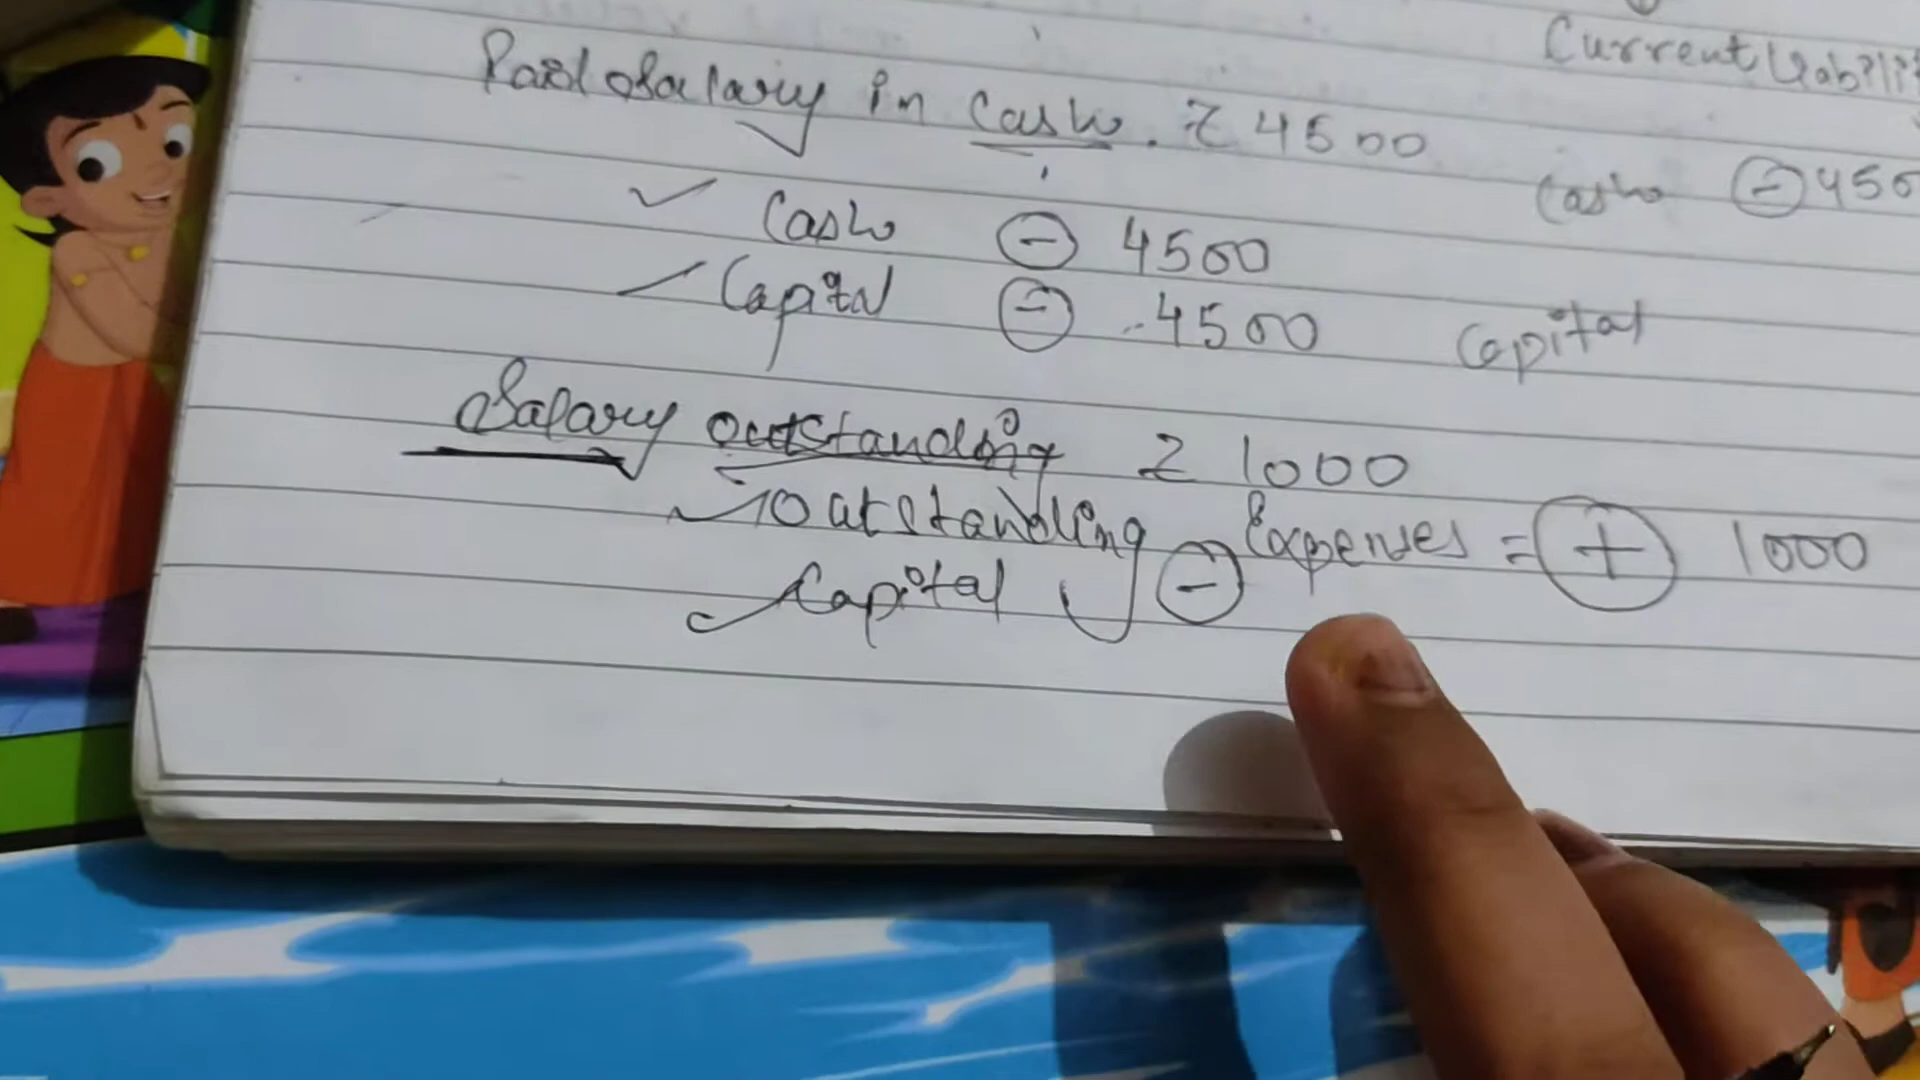 Current Liabili
Paid Salary in Cash. ₹ 4500
Cash ⊖ 450
Cash ⊖ 4500
Capital ⊖ 4500
Capital
Salary outstanding ₹ 1000
Outstanding Expenses = ⊕ 1000
Capital ⊖